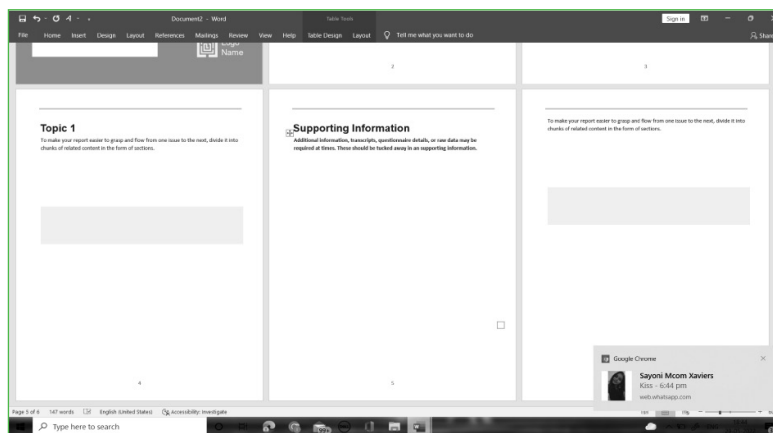 Document2 - Word
Table Tools
Sign in
File Home Insert Design Layout References Mailings Review View Help Table Design Layout Tell me what you want to do Share
Logo
Name
2
3
Topic 1
To make your report easier to grasp and flow from one issue to the next, divide it into
chunks of related content in the form of sections.
Supporting Information
Additional information, transcripts, questionnaire details, or raw data may be
required at times. These should be tucked away in an supporting information.
To make your report easier to grasp and flow from one issue to the next, divide it into
chunks of related content in the form of sections.
4
5
Google Chrome
Sayoni Mcom Xaviers
Kiss - 6:44 pm
web.whatsapp.com
Page 5 of 6 147 words English (United States) Accessibility: Investigate
Type here to search
99+